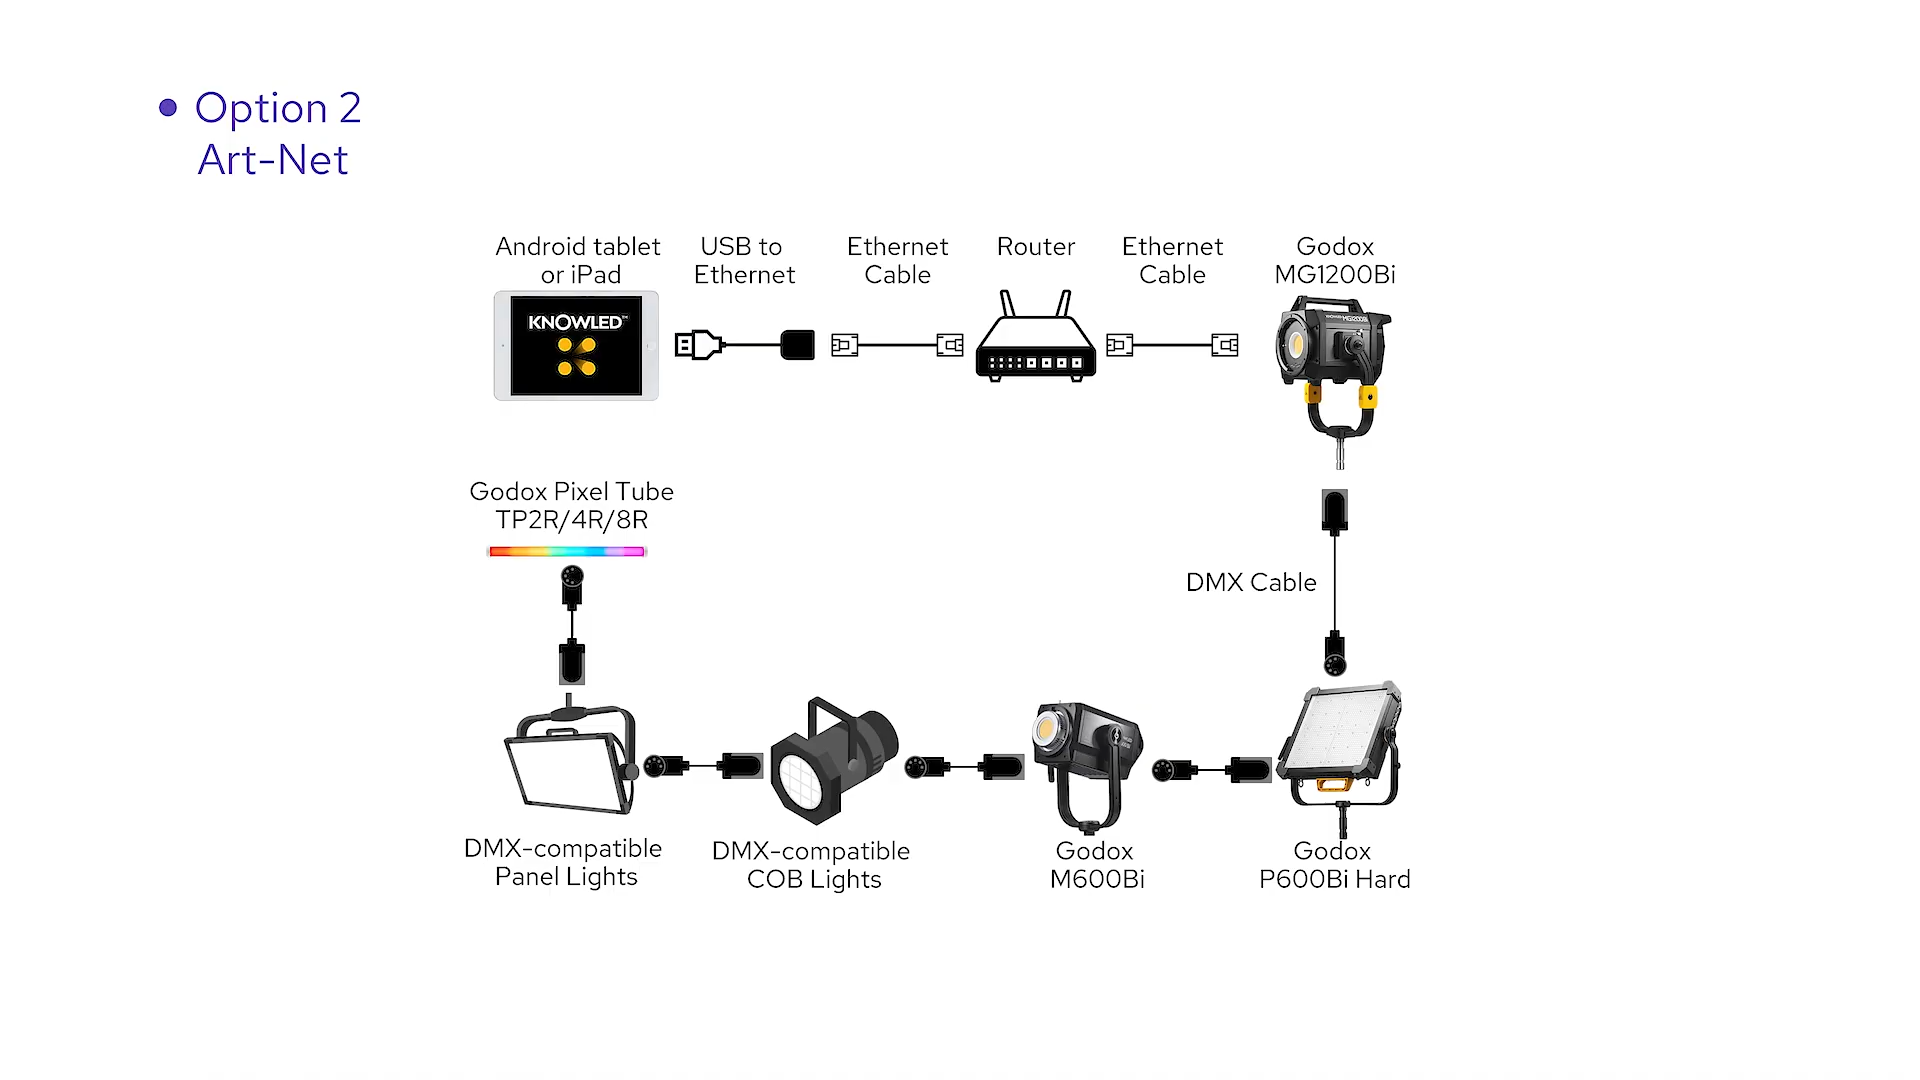 Option 2
Art-Net
Android tablet
or iPad
USB to
Ethernet
Ethernet
Cable
Router
Ethernet
Cable
Godox
MG1200Bi
KNOWLED™
MG1200Bi
Godox Pixel Tube
TP2R/4R/8R
DMX Cable
DMX-compatible
Panel Lights
DMX-compatible
COB Lights
Godox
M600Bi
Godox
P600Bi Hard